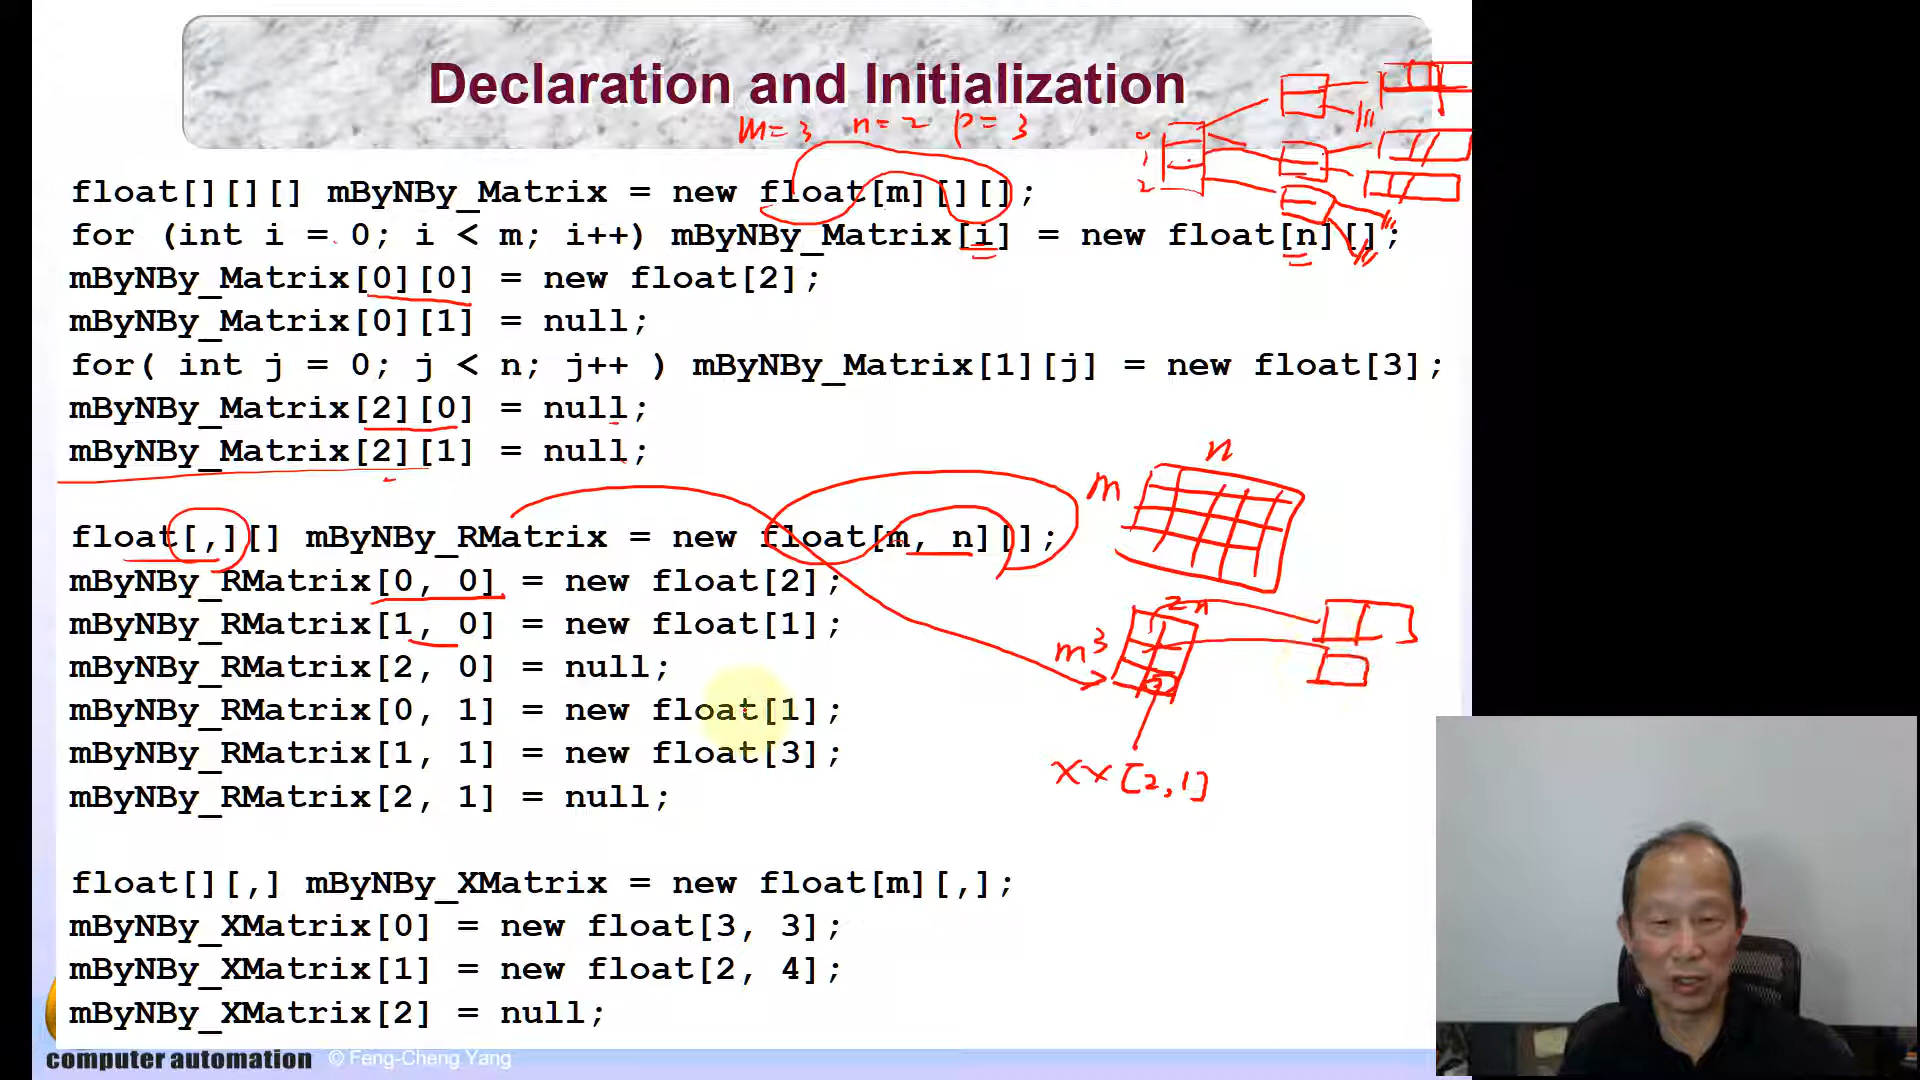 Declaration and Initialization
m=3 n=2 p=3
0
1
2
float[][][] mByNBy_Matrix = new float[m][][];
for (int i = 0; i < m; i++) mByNBy_Matrix[i] = new float[n][];
mByNBy_Matrix[0][0] = new float[2];
mByNBy_Matrix[0][1] = null;
for( int j = 0; j < n; j++ ) mByNBy_Matrix[1][j] = new float[3];
mByNBy_Matrix[2][0] = null;
mByNBy_Matrix[2][1] = null;
n
m
float[,][] mByNBy_RMatrix = new float[m, n][];
mByNBy_RMatrix[0, 0] = new float[2];
2n
mByNBy_RMatrix[1, 0] = new float[1];
m3
mByNBy_RMatrix[2, 0] = null;
mByNBy_RMatrix[0, 1] = new float[1];
mByNBy_RMatrix[1, 1] = new float[3];
xx[2,1]
mByNBy_RMatrix[2, 1] = null;
float[][,] mByNBy_XMatrix = new float[m][,];
mByNBy_XMatrix[0] = new float[3, 3];
mByNBy_XMatrix[1] = new float[2, 4];
mByNBy_XMatrix[2] = null;
computer automation © Feng-Cheng Yang